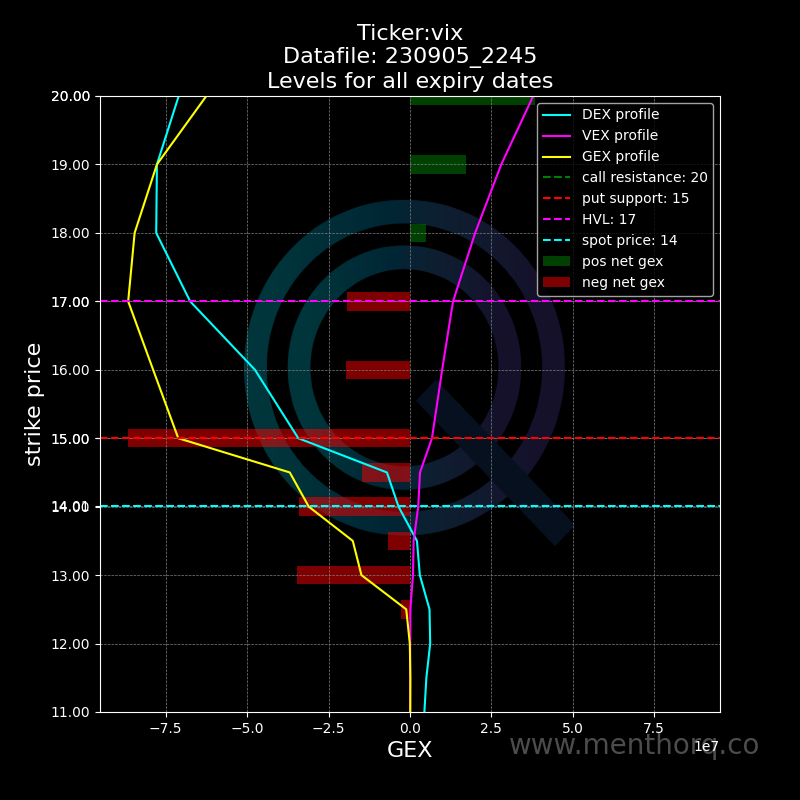 Ticker:vix
Datafile: 230905_2245
Levels for all expiry dates
DEX profile
VEX profile
GEX profile
call resistance: 20
put support: 15
HVL: 17
spot price: 14
pos net gex
neg net gex
20.00
19.00
18.00
17.00
16.00
15.00
13.00
12.00
11.00
strike price
−7.5
−5.0
−2.5
0.0
2.5
5.0
7.5
1e7
GEX
www.menthorq.co